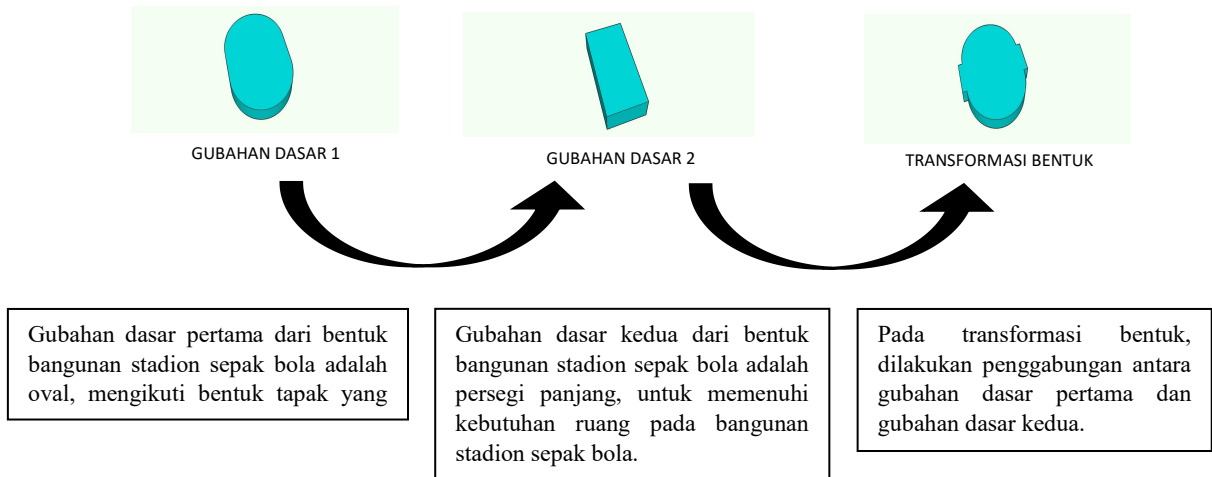 GUBAHAN DASAR 1
GUBAHAN DASAR 2
TRANSFORMASI BENTUK
Gubahan dasar pertama dari bentuk
bangunan stadion sepak bola adalah
oval, mengikuti bentuk tapak yang
Gubahan dasar kedua dari bentuk
bangunan stadion sepak bola adalah
persegi panjang, untuk memenuhi
kebutuhan ruang pada bangunan
stadion sepak bola.
Pada transformasi bentuk,
dilakukan penggabungan antara
gubahan dasar pertama dan
gubahan dasar kedua.